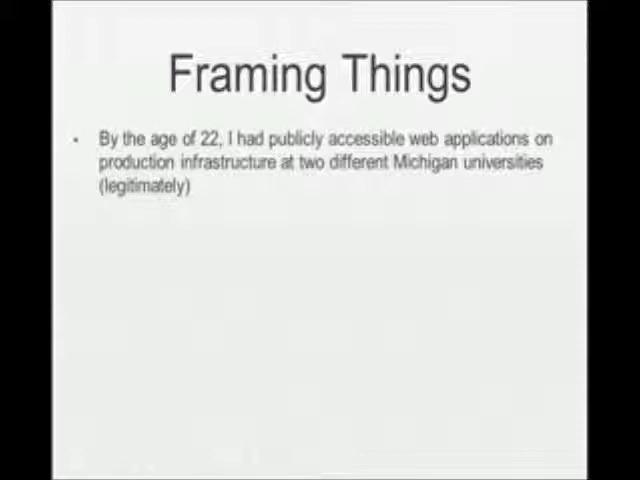 Framing Things
• By the age of 22, I had publicly accessible web applications on
production infrastructure at two different Michigan universities
(legitimately)